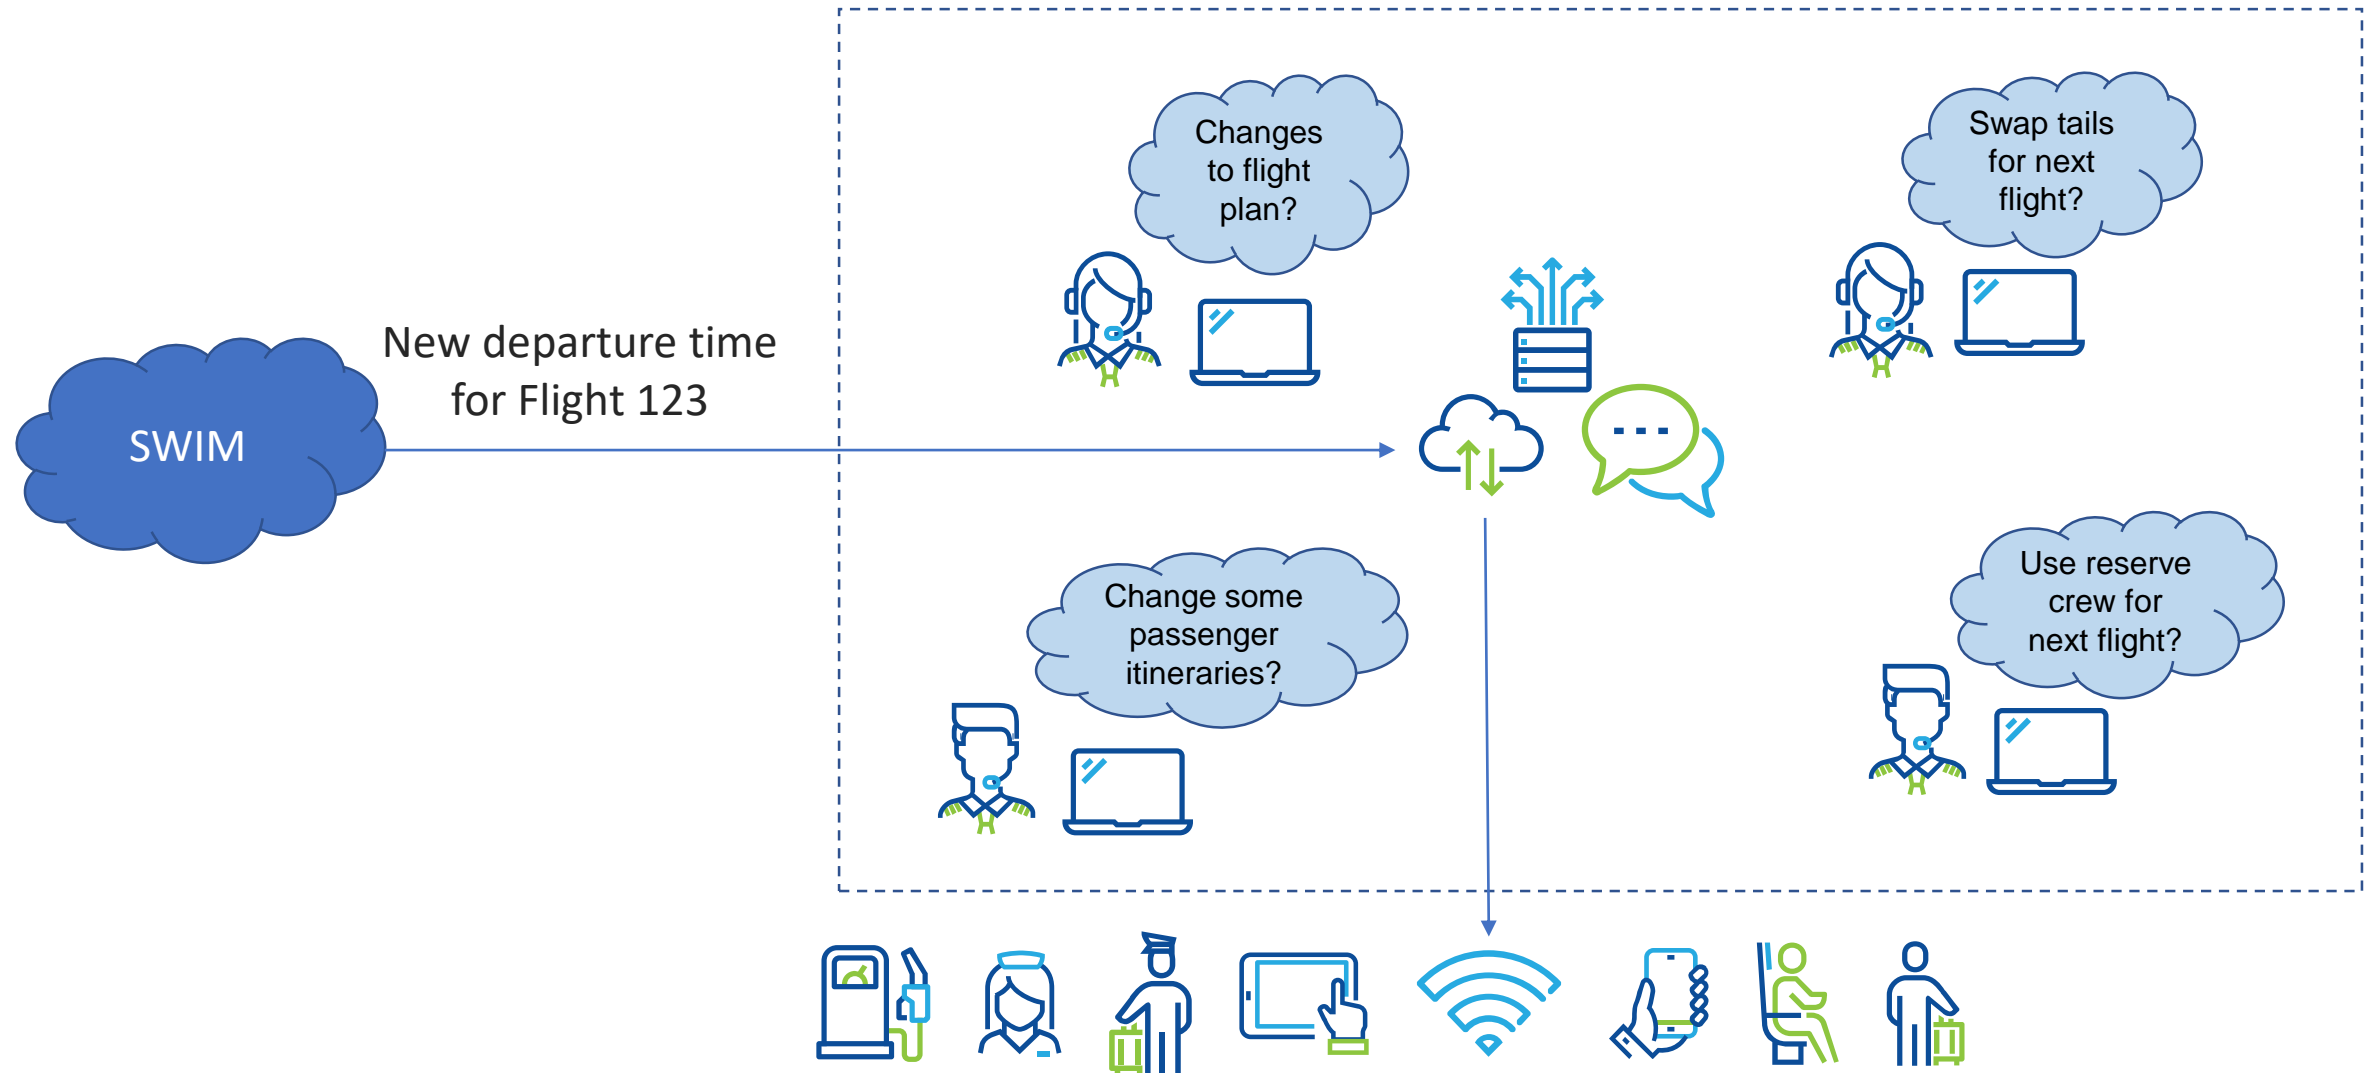 SWIM
New departure time
for Flight 123
Changes
to flight
plan?
Swap tails
for next
flight?
Change some
passenger
itineraries?
Use reserve
crew for
next flight?